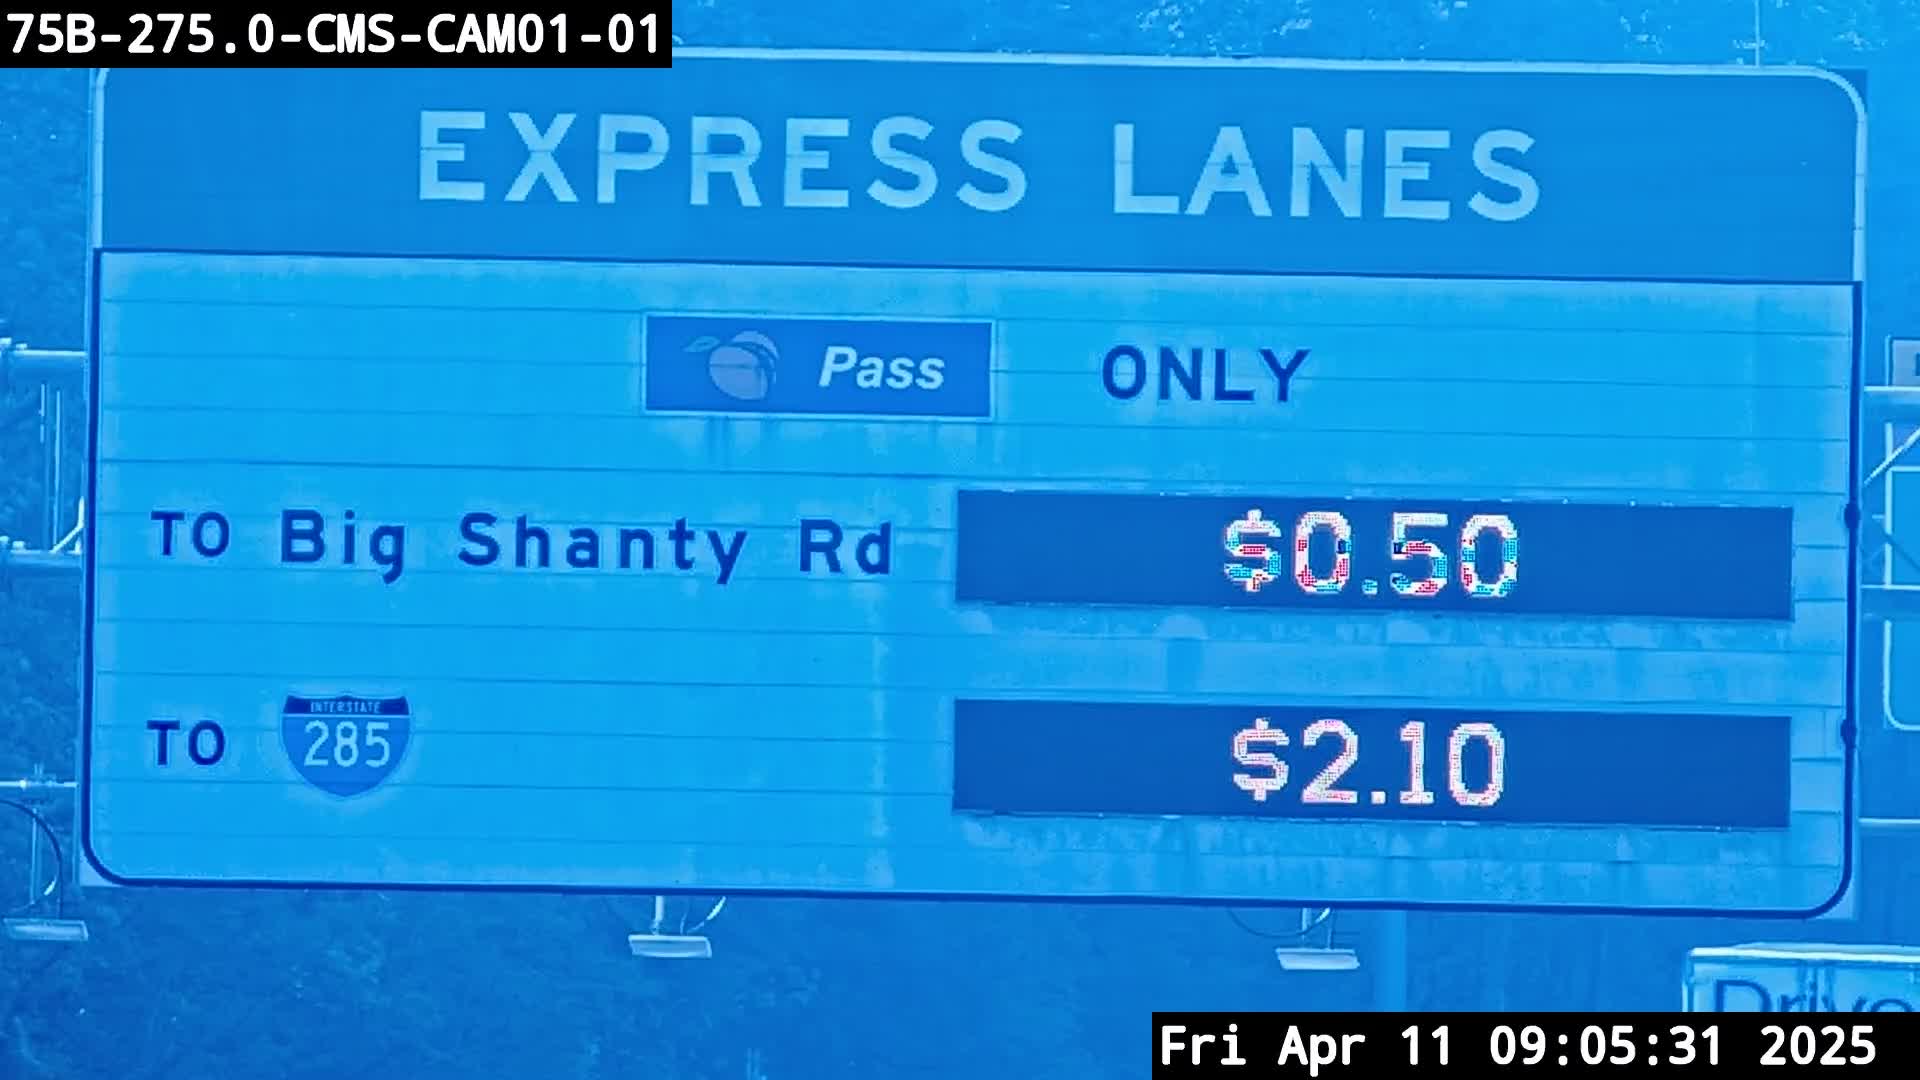 75B-275.0-CMS-CAM01-01
EXPRESS LANES
Pass ONLY
TO Big Shanty Rd $0.50
TO INTERSTATE 285 $2.10
Drive
Fri Apr 11 09:05:31 2025